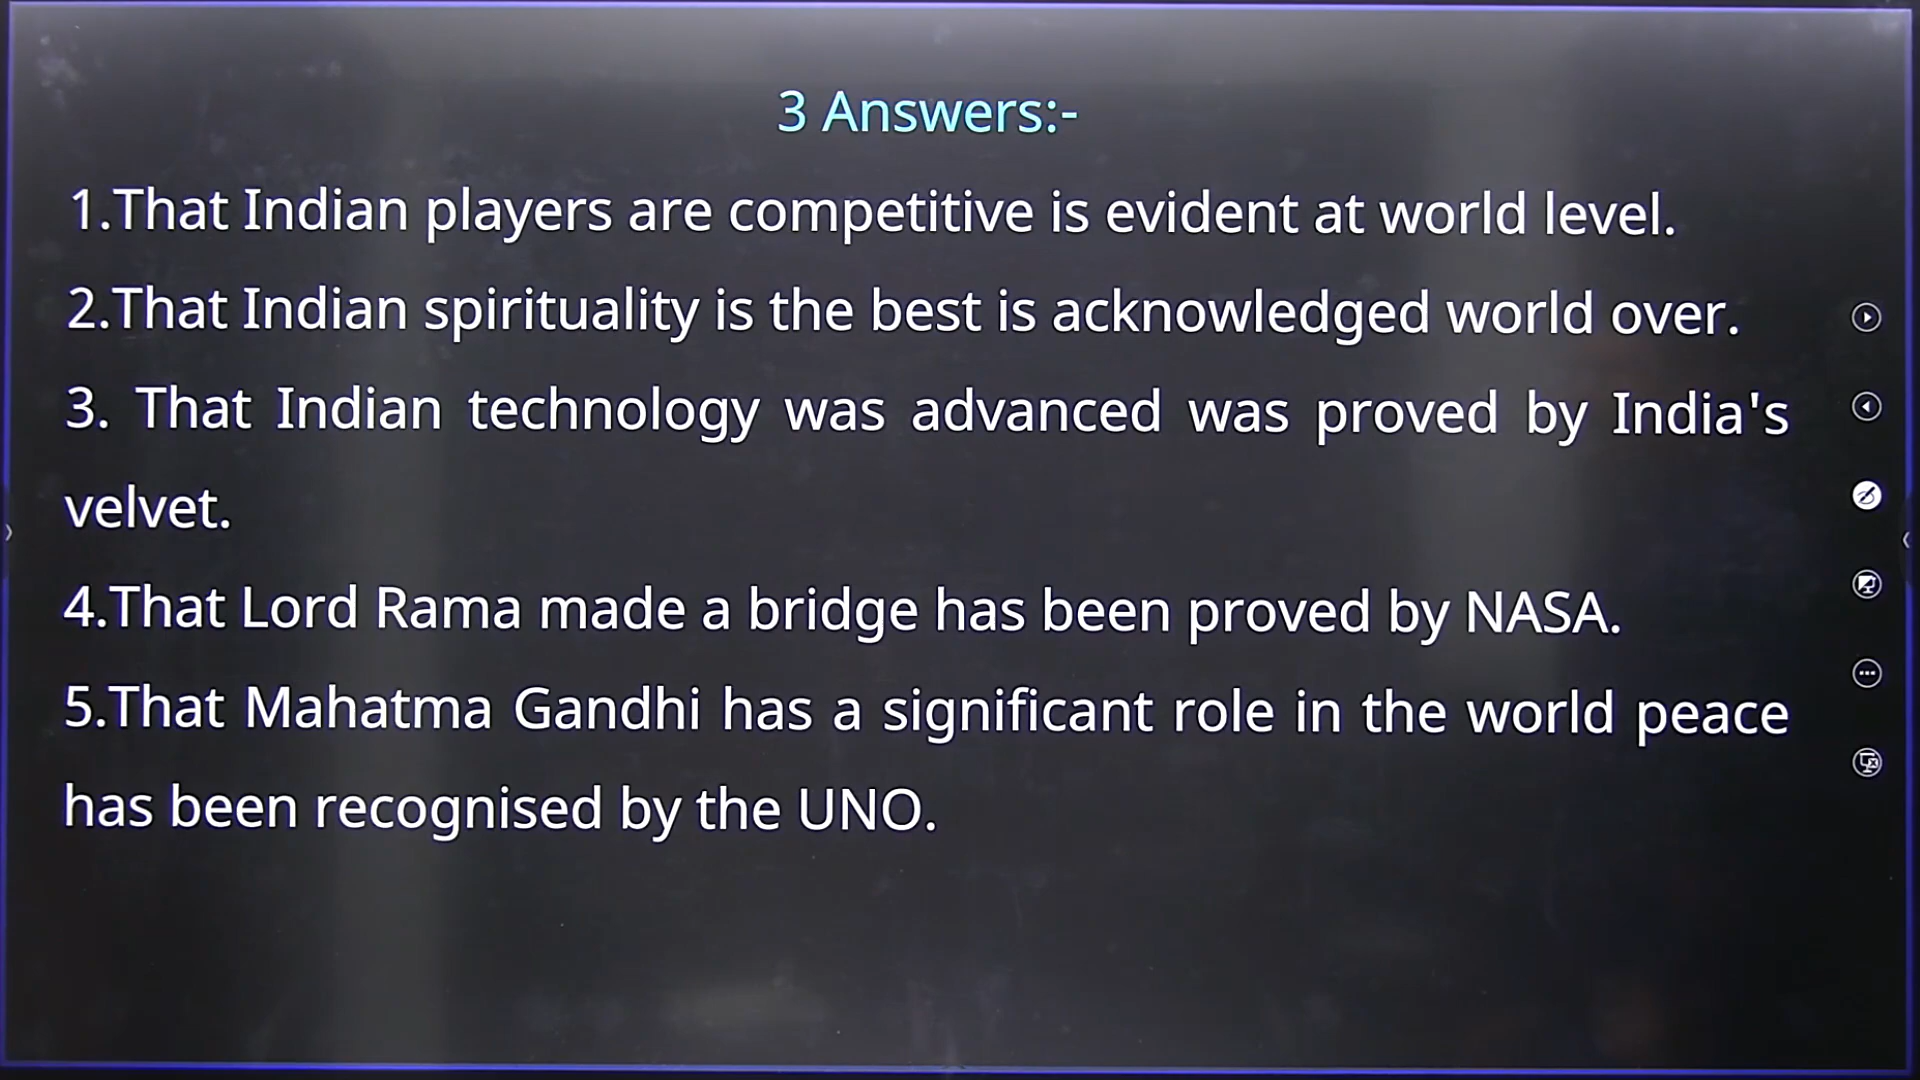 3 Answers:-
1.That Indian players are competitive is evident at world level.
2.That Indian spirituality is the best is acknowledged world over.
3. That Indian technology was advanced was proved by India's
velvet.
4.That Lord Rama made a bridge has been proved by NASA.
5.That Mahatma Gandhi has a significant role in the world peace
has been recognised by the UNO.